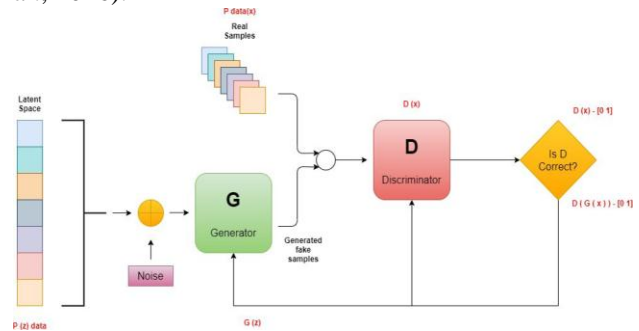 P data(x)
Real
Samples
Latent
Space
D (x)
D (x) - [0 1]
D
Discriminator
Is D
Correct?
G
Generator
D ( G ( x ) ) - [0 1]
Generated
fake
samples
Noise
G (z)
P (z) data